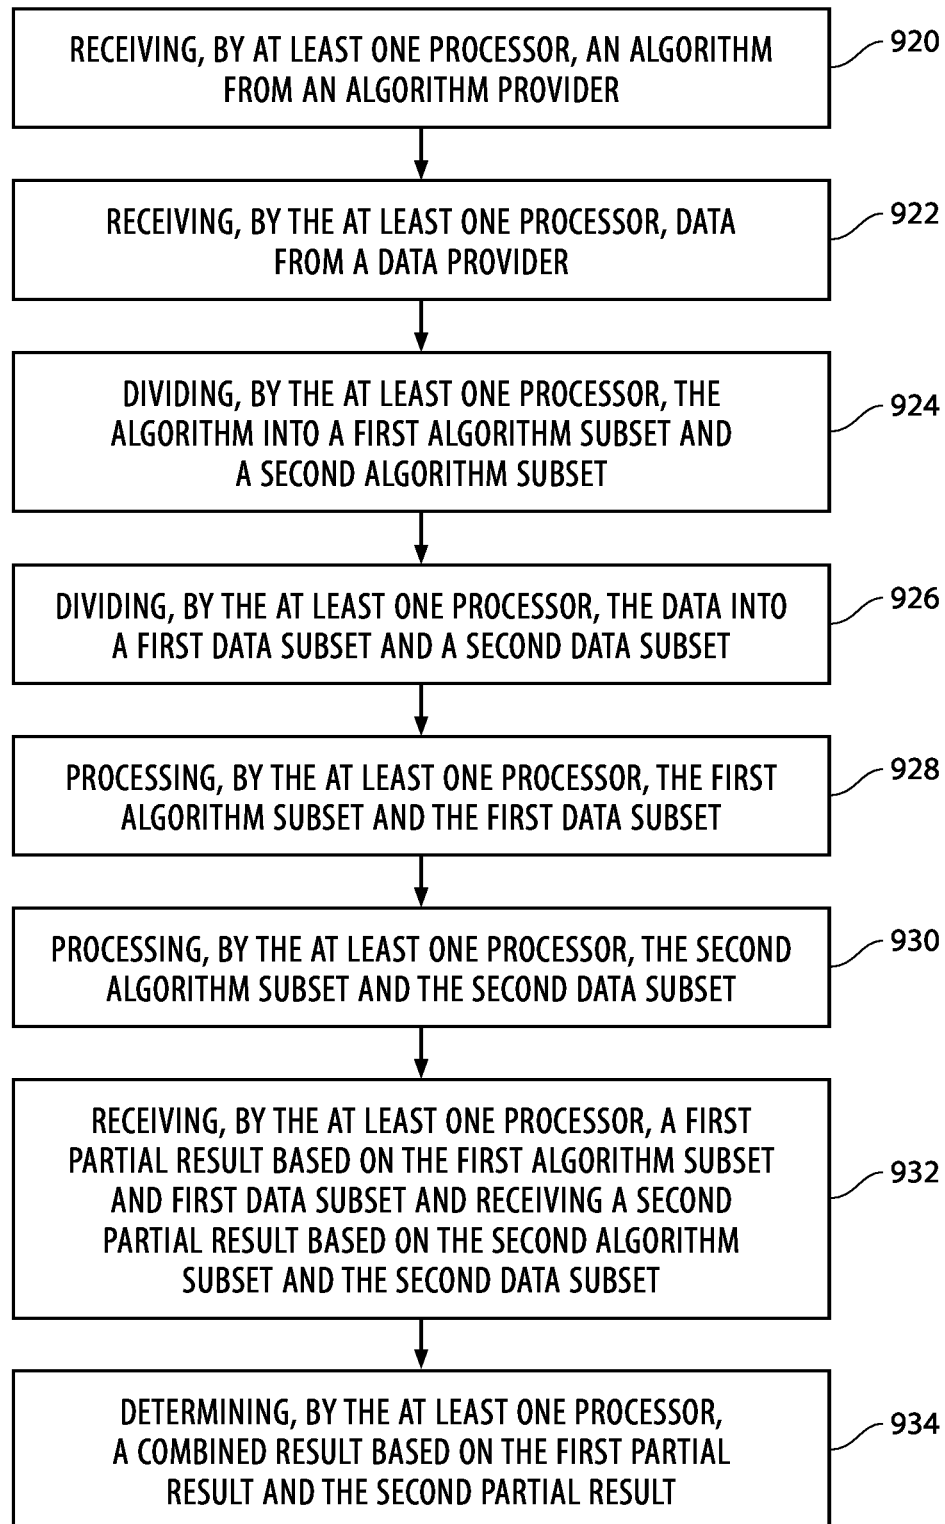 RECEIVING, BY AT LEAST ONE PROCESSOR, AN ALGORITHM
FROM AN ALGORITHM PROVIDER
920
RECEIVING, BY THE AT LEAST ONE PROCESSOR, DATA
FROM A DATA PROVIDER
922
DIVIDING, BY THE AT LEAST ONE PROCESSOR, THE
ALGORITHM INTO A FIRST ALGORITHM SUBSET AND
A SECOND ALGORITHM SUBSET
924
DIVIDING, BY THE AT LEAST ONE PROCESSOR, THE DATA INTO
A FIRST DATA SUBSET AND A SECOND DATA SUBSET
926
PROCESSING, BY THE AT LEAST ONE PROCESSOR, THE FIRST
ALGORITHM SUBSET AND THE FIRST DATA SUBSET
928
PROCESSING, BY THE AT LEAST ONE PROCESSOR, THE SECOND
ALGORITHM SUBSET AND THE SECOND DATA SUBSET
930
RECEIVING, BY THE AT LEAST ONE PROCESSOR, A FIRST
PARTIAL RESULT BASED ON THE FIRST ALGORITHM SUBSET
AND FIRST DATA SUBSET AND RECEIVING A SECOND
PARTIAL RESULT BASED ON THE SECOND ALGORITHM
SUBSET AND THE SECOND DATA SUBSET
932
DETERMINING, BY THE AT LEAST ONE PROCESSOR,
A COMBINED RESULT BASED ON THE FIRST PARTIAL
RESULT AND THE SECOND PARTIAL RESULT
934